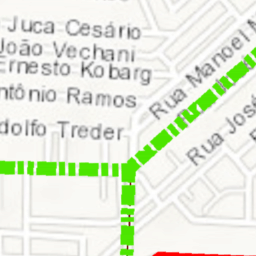 Juca Cesário
João Vechani
Ernesto Kobarg
ntônio Ramos
dolfo Treder
Rua Manoel
Rua José